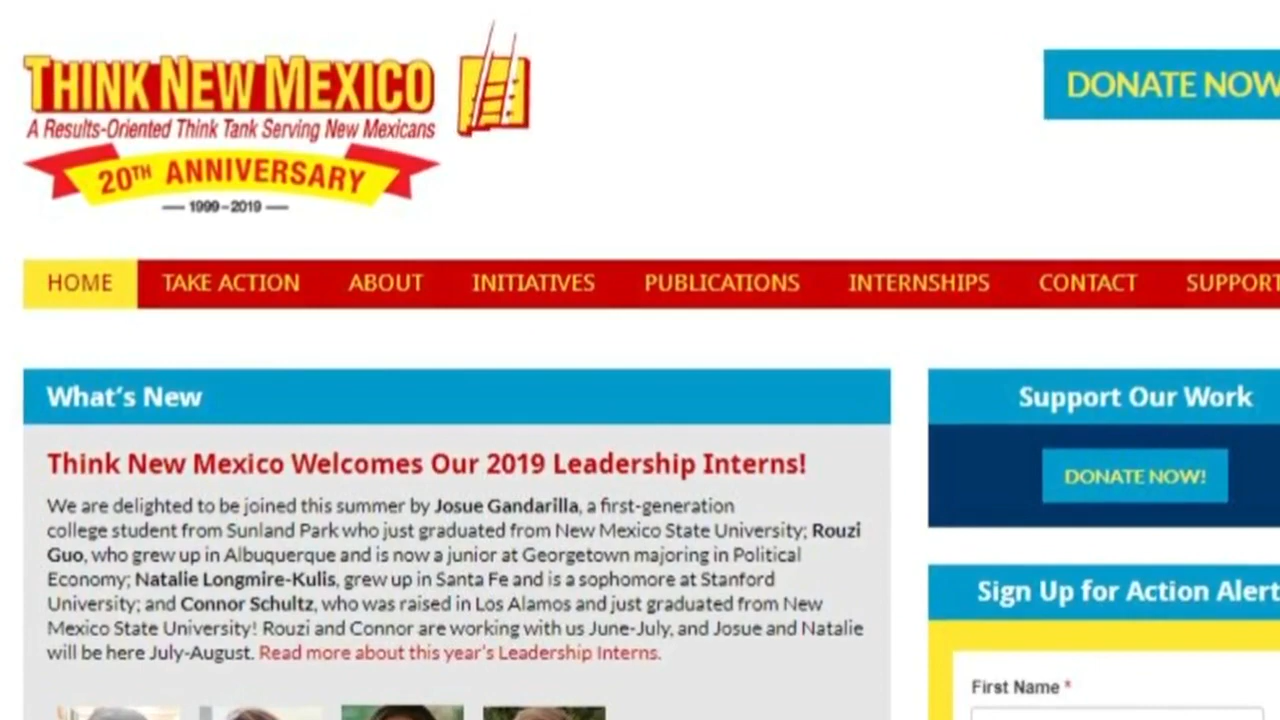 THINK NEW MEXICO
A Results-Oriented Think Tank Serving New Mexicans
20TH ANNIVERSARY
1999-2019
DONATE NOW
HOME TAKE ACTION ABOUT INITIATIVES PUBLICATIONS INTERNSHIPS CONTACT SUPPORT
What's New
Think New Mexico Welcomes Our 2019 Leadership Interns!
We are delighted to be joined this summer by Josue Gandarilla, a first-generation
college student from Sunland Park who just graduated from New Mexico State University; Rouzi
Guo, who grew up in Albuquerque and is now a junior at Georgetown majoring in Political
Economy; Natalie Longmire-Kulis, grew up in Santa Fe and is a sophomore at Stanford
University; and Connor Schultz, who was raised in Los Alamos and just graduated from New
Mexico State University! Rouzi and Connor are working with us June-July, and Josue and Natalie
will be here July-August. Read more about this year's Leadership Interns.
Support Our Work
DONATE NOW!
Sign Up for Action Alert
First Name *